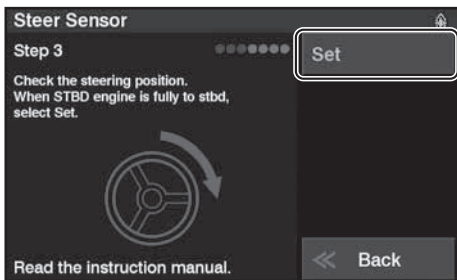 Steer Sensor
Step 3
Check the steering position.
When STBD engine is fully to stbd,
select Set.
Read the instruction manual.
Set
Back